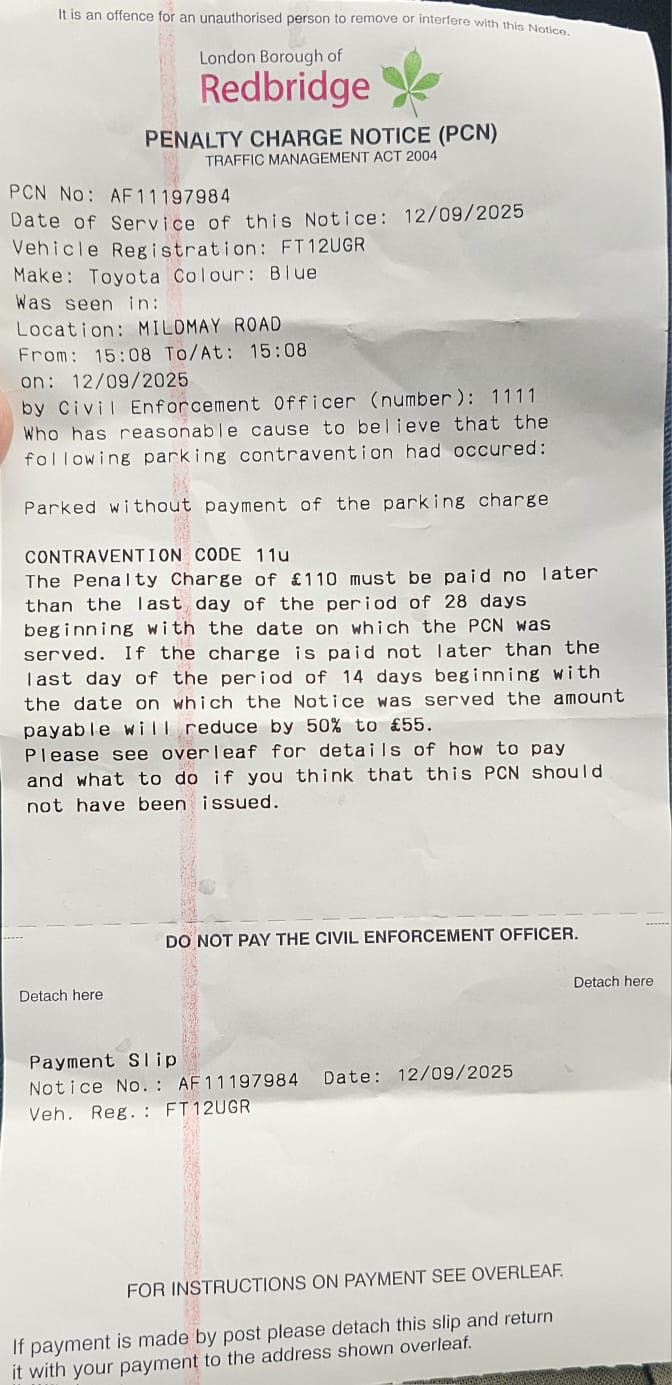 It is an offence for an unauthorised person to remove or interfere with this Notice.
London Borough of
Redbridge
PENALTY CHARGE NOTICE (PCN)
TRAFFIC MANAGEMENT ACT 2004
PCN No: AF11197984
Date of Service of this Notice: 12/09/2025
Vehicle Registration: FT12UGR
Make: Toyota Colour: Blue
Was seen in:
Location: MILDMAY ROAD
From: 15:08 To/At: 15:08
on: 12/09/2025
by Civil Enforcement Officer (number): 1111
Who has reasonable cause to believe that the
following parking contravention had occured:
Parked without payment of the parking charge
CONTRAVENTION CODE 11u
The Penalty Charge of £110 must be paid no later
than the last day of the period of 28 days
beginning with the date on which the PCN was
served. If the charge is paid not later than the
last day of the period of 14 days beginning with
the date on which the Notice was served the amount
payable will reduce by 50% to £55.
Please see overleaf for details of how to pay
and what to do if you think that this PCN should
not have been issued.
DO NOT PAY THE CIVIL ENFORCEMENT OFFICER.
Detach here Detach here
Payment Slip
Notice No.: AF11197984 Date: 12/09/2025
Veh. Reg.: FT12UGR
FOR INSTRUCTIONS ON PAYMENT SEE OVERLEAF.
If payment is made by post please detach this slip and return
it with your payment to the address shown overleaf.